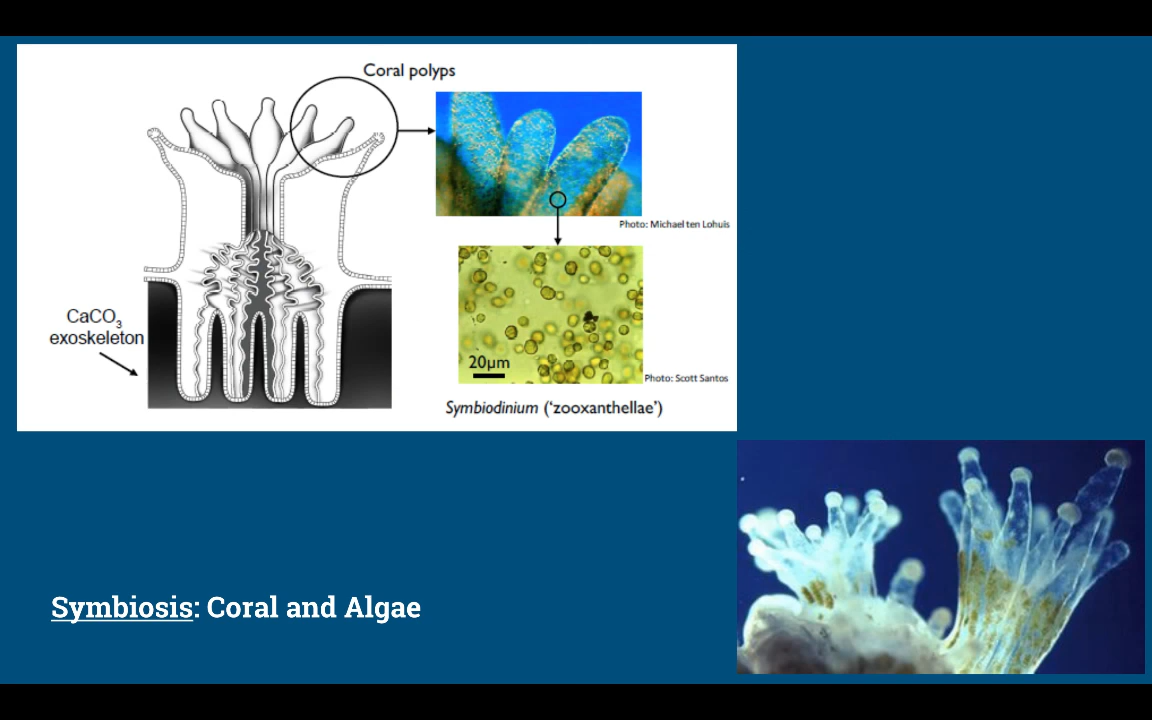 Coral polyps
Photo: Michael ten Lohuis
CaCO₃
exoskeleton
20µm
Photo: Scott Santos
Symbiodinium (‘zooxanthellae’)
Symbiosis: Coral and Algae